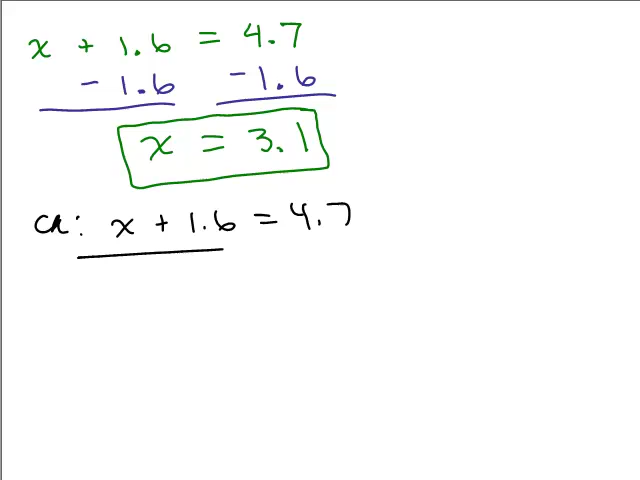 x + 1.6 = 4.7
- 1.6 - 1.6
x = 3.1
ck: x + 1.6 = 4.7